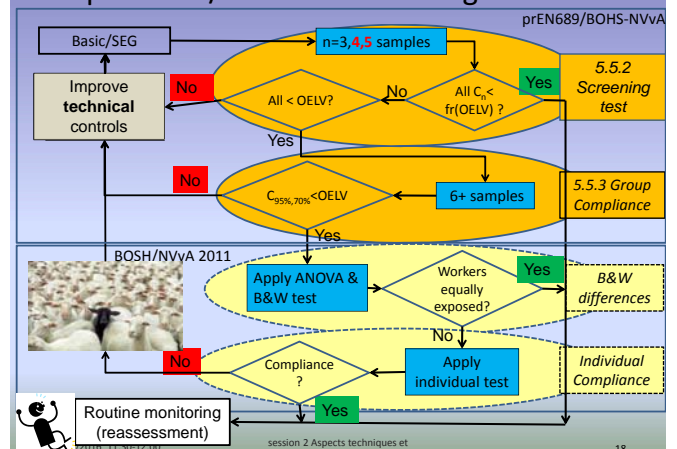 prEN689/BOHS-NVvA
Basic/SEG
n=3,4,5 samples
Improve
technical
controls
No
All < OELV?
No
All Cn<
fr(OELV) ?
Yes
5.5.2
Screening
test
Yes
No
C95%,70%<OELV
6+ samples
5.5.3 Group
Compliance
Yes
BOSH/NVvA 2011
Apply ANOVA &
B&W test
Workers
equally
exposed?
Yes
B&W
differences
No
No
Compliance
?
Apply
individual test
Individual
Compliance
Yes
Routine monitoring
(reassessment)
session 2 Aspects techniques et
18